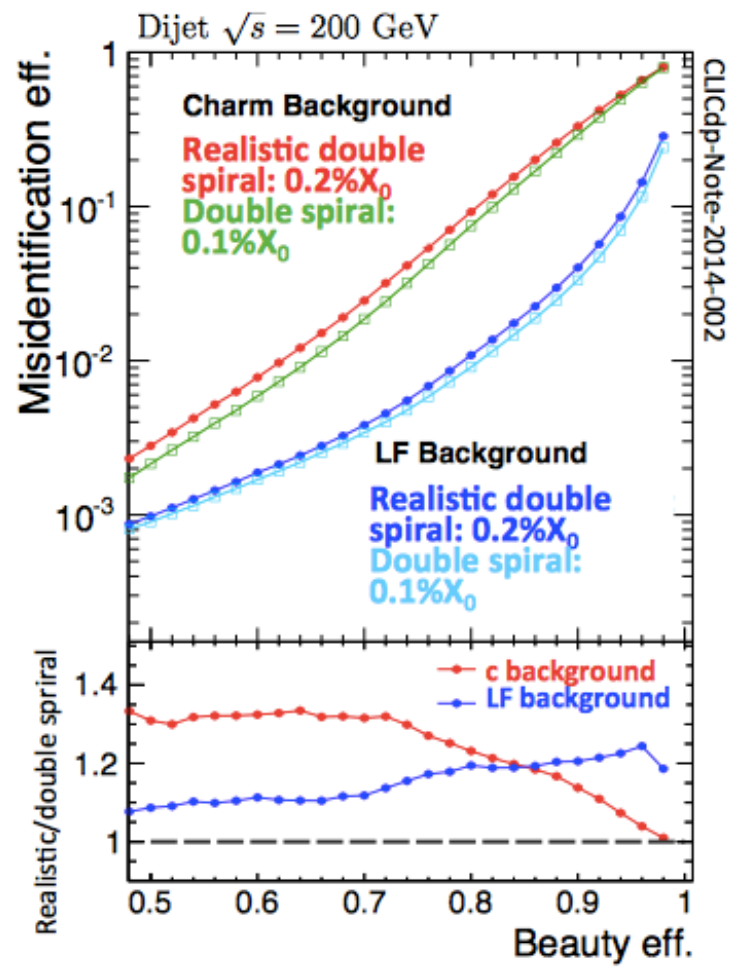 Dijet √s = 200 GeV
Misidentification eff.
1
10⁻¹
10⁻²
10⁻³
Charm Background
Realistic double
spiral: 0.2%X₀
Double spiral:
0.1%X₀
LF Background
Realistic double
spiral: 0.2%X₀
Double spiral:
0.1%X₀
CLICdp-Note-2014-002
Realistic/double spriral
1.4
1.2
1
c background
LF background
0.5 0.6 0.7 0.8 0.9 1
Beauty eff.